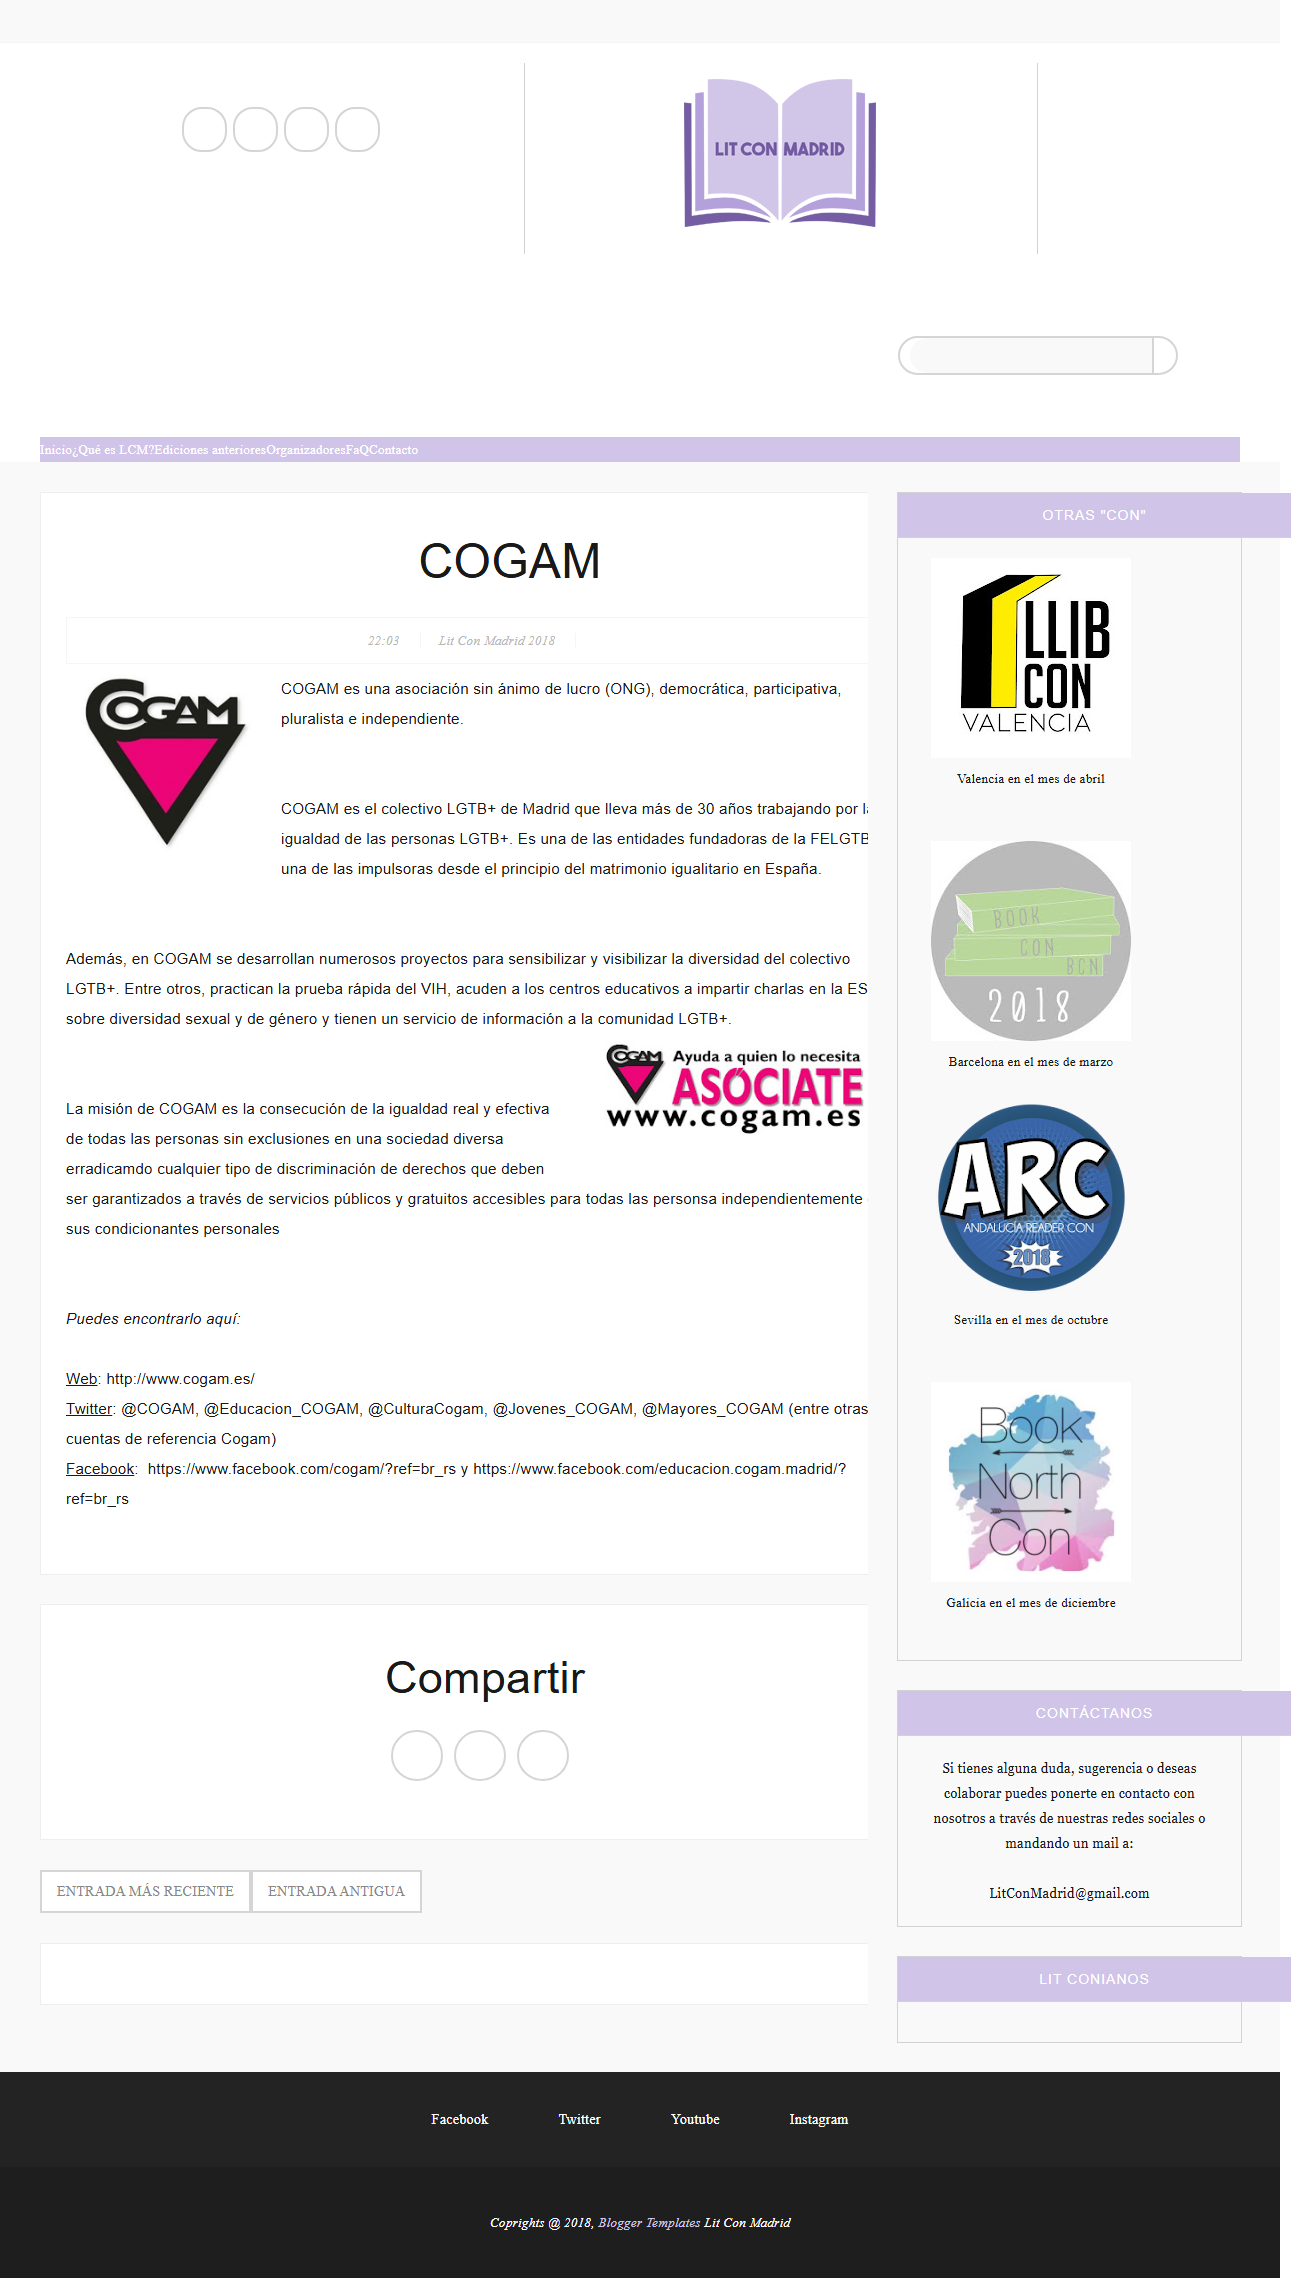 LIT CON MADRID
Inicio¿Qué es LCM?Ediciones anterioresOrganizadoresFaQContacto
COGAM
22:03 Lit Con Madrid 2018
COGAM
COGAM es una asociación sin ánimo de lucro (ONG), democrática, participativa,
pluralista e independiente.
COGAM es el colectivo LGTB+ de Madrid que lleva más de 30 años trabajando por la
igualdad de las personas LGTB+. Es una de las entidades fundadoras de la FELGTB
una de las impulsoras desde el principio del matrimonio igualitario en España.
Además, en COGAM se desarrollan numerosos proyectos para sensibilizar y visibilizar la diversidad del colectivo
LGTB+. Entre otros, practican la prueba rápida del VIH, acuden a los centros educativos a impartir charlas en la ES
sobre diversidad sexual y de género y tienen un servicio de información a la comunidad LGTB+.
COGAM Ayuda a quien lo necesita
ASÓCIATE
www.cogam.es
La misión de COGAM es la consecución de la igualdad real y efectiva
de todas las personas sin exclusiones en una sociedad diversa
erradicamdo cualquier tipo de discriminación de derechos que deben
ser garantizados a través de servicios públicos y gratuitos accesibles para todas las personsa independientemente
sus condicionantes personales
Puedes encontrarlo aquí:
Web: http://www.cogam.es/
Twitter: @COGAM, @Educacion_COGAM, @CulturaCogam, @Jovenes_COGAM, @Mayores_COGAM (entre otras
cuentas de referencia Cogam)
Facebook:  https://www.facebook.com/cogam/?ref=br_rs y https://www.facebook.com/educacion.cogam.madrid/?
ref=br_rs
Compartir
ENTRADA MÁS RECIENTE ENTRADA ANTIGUA
OTRAS "CON"
LLIB
CON
VALENCIA
Valencia en el mes de abril
BOOK
CON
BCN
2018
Barcelona en el mes de marzo
ARC
ANDALUCÍA READER CON
2018
Sevilla en el mes de octubre
Book
North
Con
Galicia en el mes de diciembre
CONTÁCTANOS
Si tienes alguna duda, sugerencia o deseas
colaborar puedes ponerte en contacto con
nosotros a través de nuestras redes sociales o
mandando un mail a:
LitConMadrid@gmail.com
LIT CONIANOS
Facebook Twitter Youtube Instagram
Coprights @ 2018, Blogger Templates Lit Con Madrid